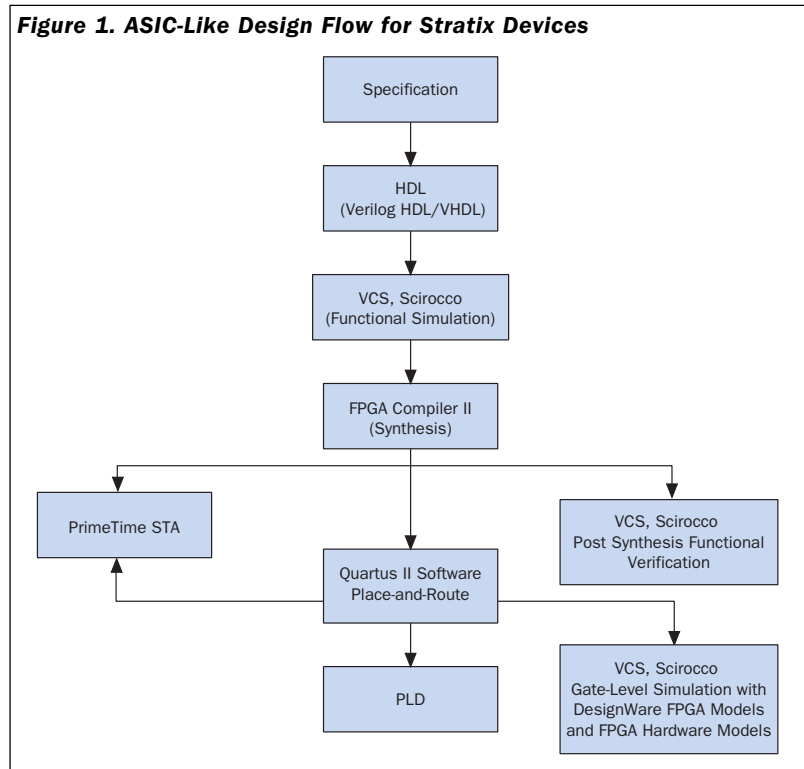 Figure 1. ASIC-Like Design Flow for Stratix Devices
Specification
HDL
(Verilog HDL/VHDL)
VCS, Scirocco
(Functional Simulation)
FPGA Compiler II
(Synthesis)
PrimeTime STA
VCS, Scirocco
Post Synthesis Functional
Verification
Quartus II Software
Place-and-Route
PLD
VCS, Scirocco
Gate-Level Simulation with
DesignWare FPGA Models
and FPGA Hardware Models